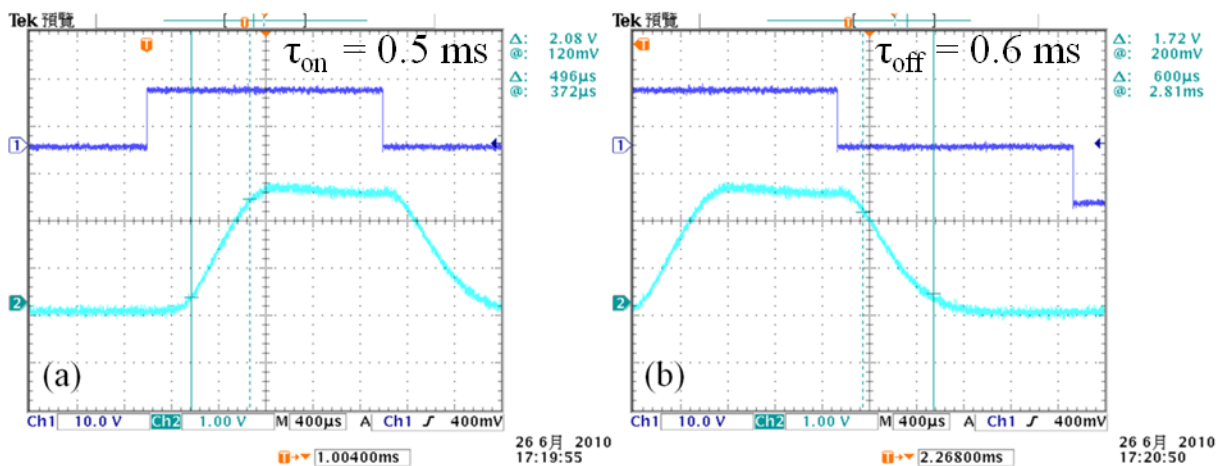 Tek 預覽
T
T
τon = 0.5 ms
Δ: 2.08 V
@: 120mV
Δ: 496µs
@: 372µs
1
2
(a)
Ch1 10.0 V Ch2 1.00 V M 400µs A Ch1 ƒ 400mV
26 6月 2010
17:19:55
T→▼ 1.00400ms
Tek 預覽
T
T
τoff = 0.6 ms
Δ: 1.72 V
@: 200mV
Δ: 600µs
@: 2.81ms
1
2
(b)
Ch1 10.0 V Ch2 1.00 V M 400µs A Ch1 ƒ 400mV
26 6月 2010
17:20:50
T→▼ 2.26800ms